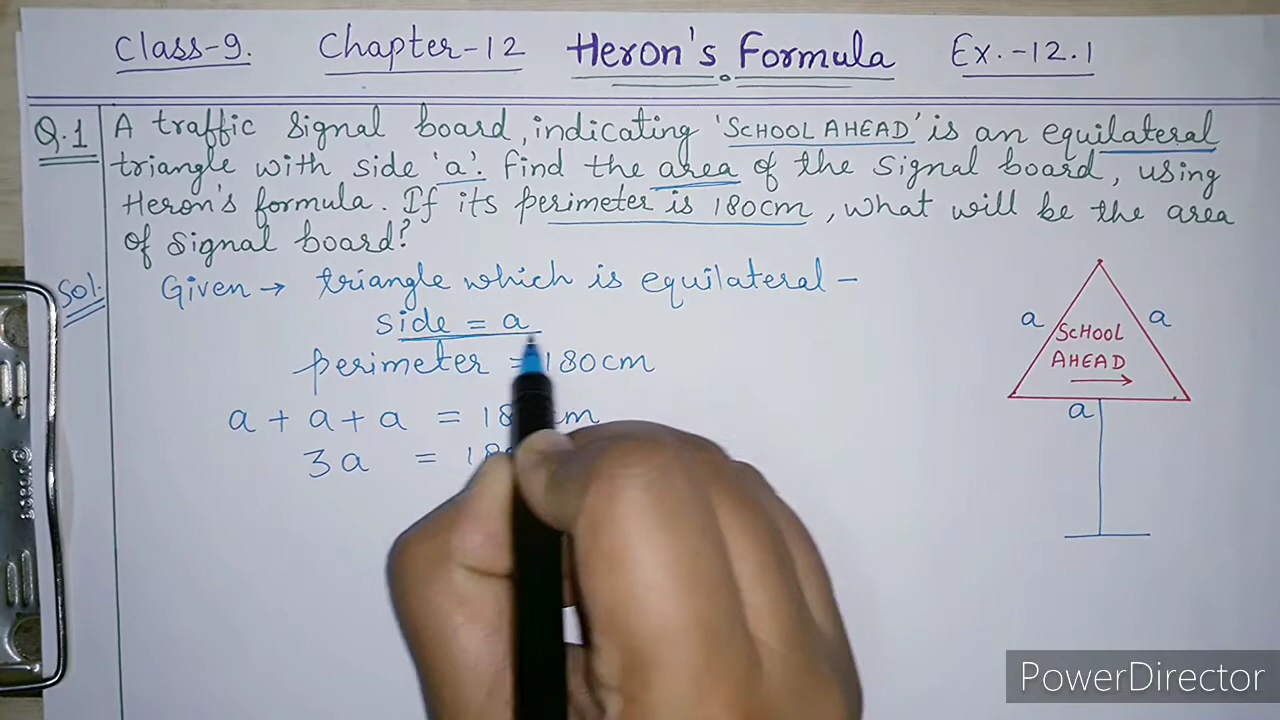 Class-9. Chapter-12 Heron's Formula Ex.-12.1
Q.1 A traffic signal board, indicating 'SCHOOL AHEAD' is an equilateral
triangle with side 'a'. Find the area of the signal board, using
Heron's formula. If its perimeter is 180cm, what will be the area
of signal board?
Sol. Given → triangle which is equilateral -
side = a
perimeter = 180cm
a + a + a =
3a =
a
a
SCHOOL
AHEAD
→
a
PowerDirector